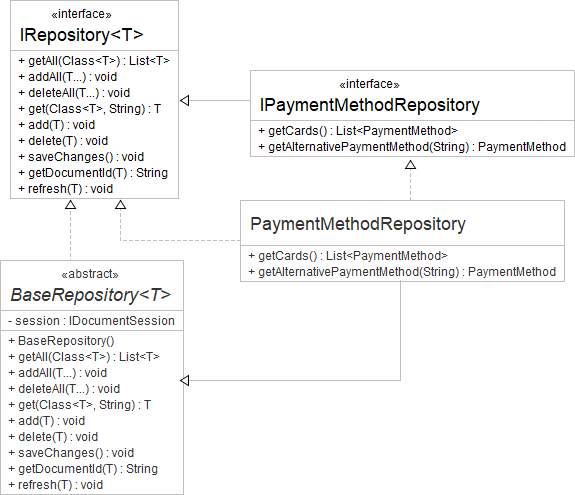 «interface»
IRepository<T>
+ getAll(Class<T>) : List<T>
+ addAll(T...) : void
+ deleteAll(T...) : void
+ get(Class<T>, String) : T
+ add(T) : void
+ delete(T) : void
+ saveChanges() : void
+ getDocumentId(T) : String
+ refresh(T) : void
«interface»
IPaymentMethodRepository
+ getCards() : List<PaymentMethod>
+ getAlternativePaymentMethod(String) : PaymentMethod
PaymentMethodRepository
+ getCards() : List<PaymentMethod>
+ getAlternativePaymentMethod(String) : PaymentMethod
«abstract»
BaseRepository<T>
- session : IDocumentSession
+ BaseRepository()
+ getAll(Class<T>) : List<T>
+ addAll(T...) : void
+ deleteAll(T...) : void
+ get(Class<T>, String) : T
+ add(T) : void
+ delete(T) : void
+ saveChanges() : void
+ getDocumentId(T) : String
+ refresh(T) : void